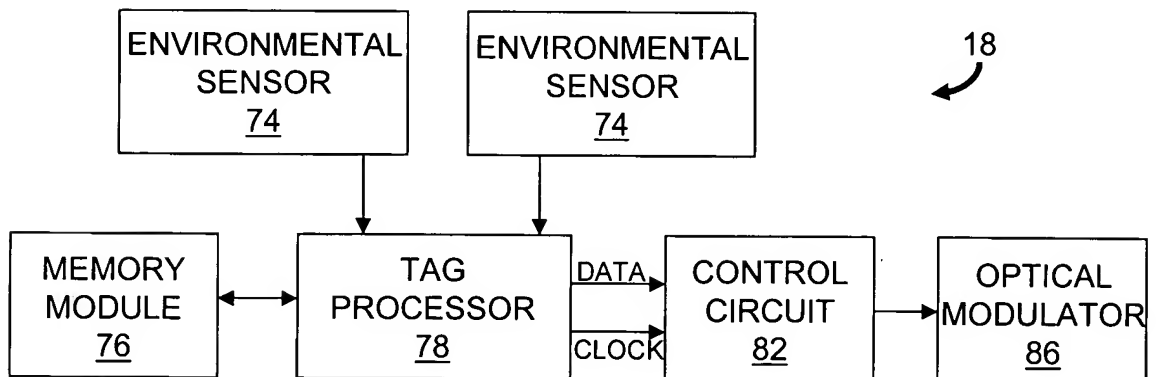 ENVIRONMENTAL
SENSOR
74
ENVIRONMENTAL
SENSOR
74
18
MEMORY
MODULE
76
TAG
PROCESSOR
78
DATA
CLOCK
CONTROL
CIRCUIT
82
OPTICAL
MODULATOR
86